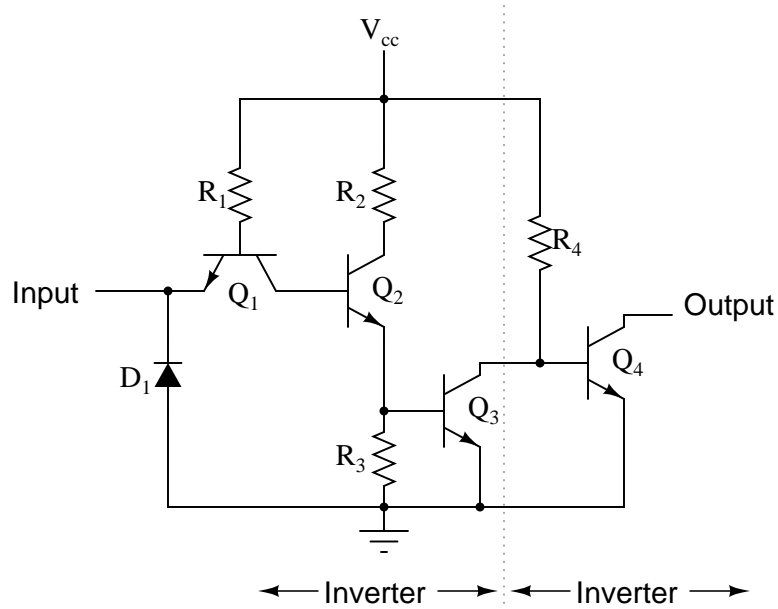 Vcc
R1
R2
R4
Input
Q1
Q2
Output
D1
Q3
Q4
R3
Inverter
Inverter